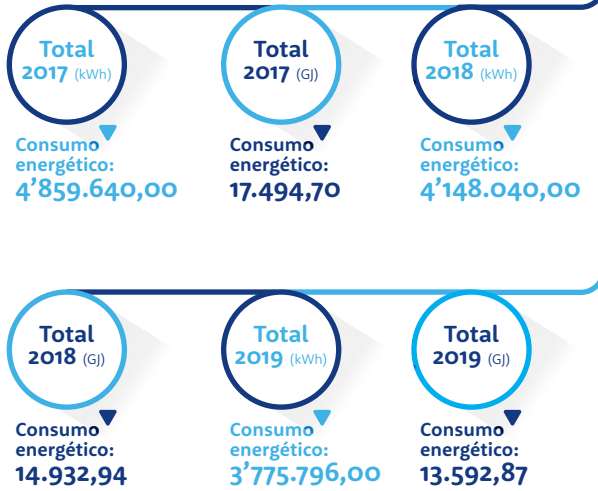 Total
2017 (kWh)
Consumo
energético:
4’859.640,00
Total
2017 (GJ)
Consumo
energético:
17.494,70
Total
2018 (kWh)
Consumo
energético:
4’148.040,00
Total
2018 (GJ)
Consumo
energético:
14.932,94
Total
2019 (kWh)
Consumo
energético:
3’775.796,00
Total
2019 (GJ)
Consumo
energético:
13.592,87